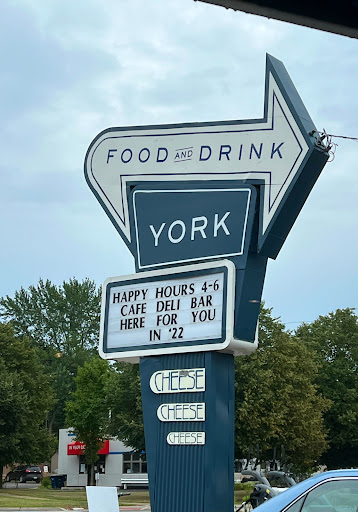 FOOD AND DRINK
YORK
HAPPY HOURS 4-6
CAFE DELI BAR
HERE FOR YOU
IN '22
CHEESE
CHEESE
CHEESE